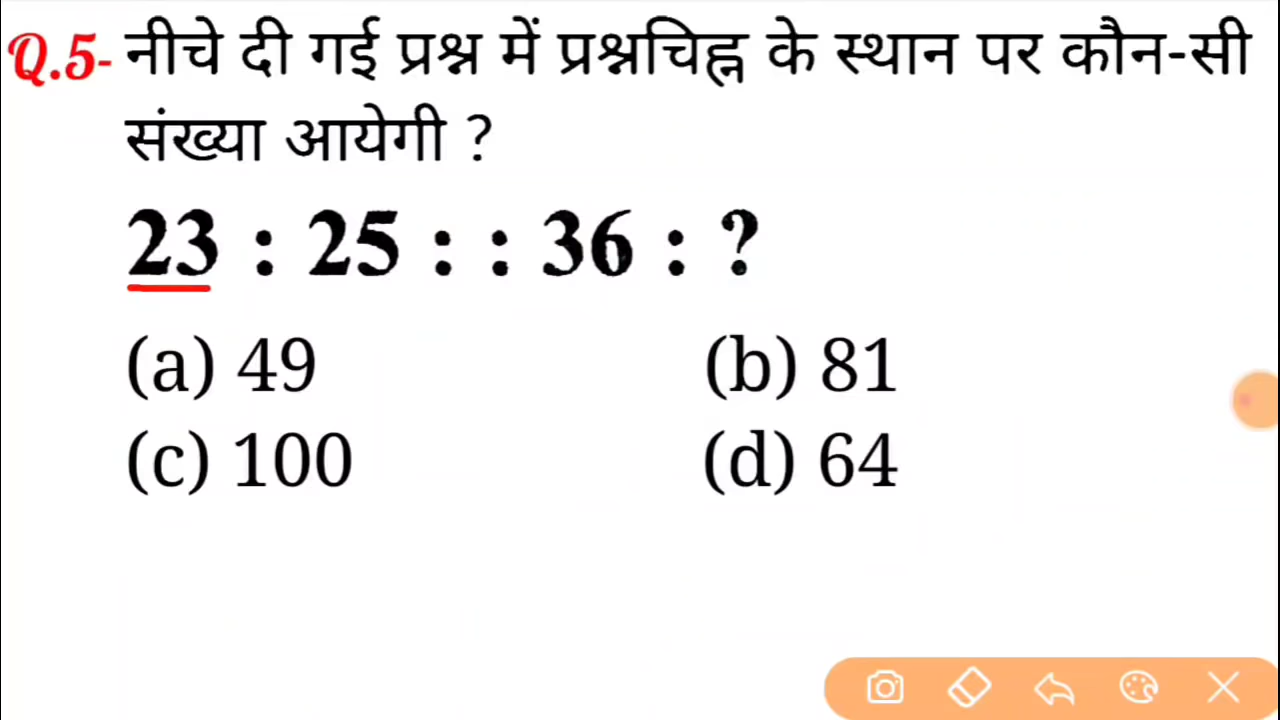 Q.5- नीचे दी गई प्रश्न में प्रश्नचिह्न के स्थान पर कौन-सी
संख्या आयेगी ?
23 : 25 : : 36 : ?
(a) 49 (b) 81
(c) 100 (d) 64